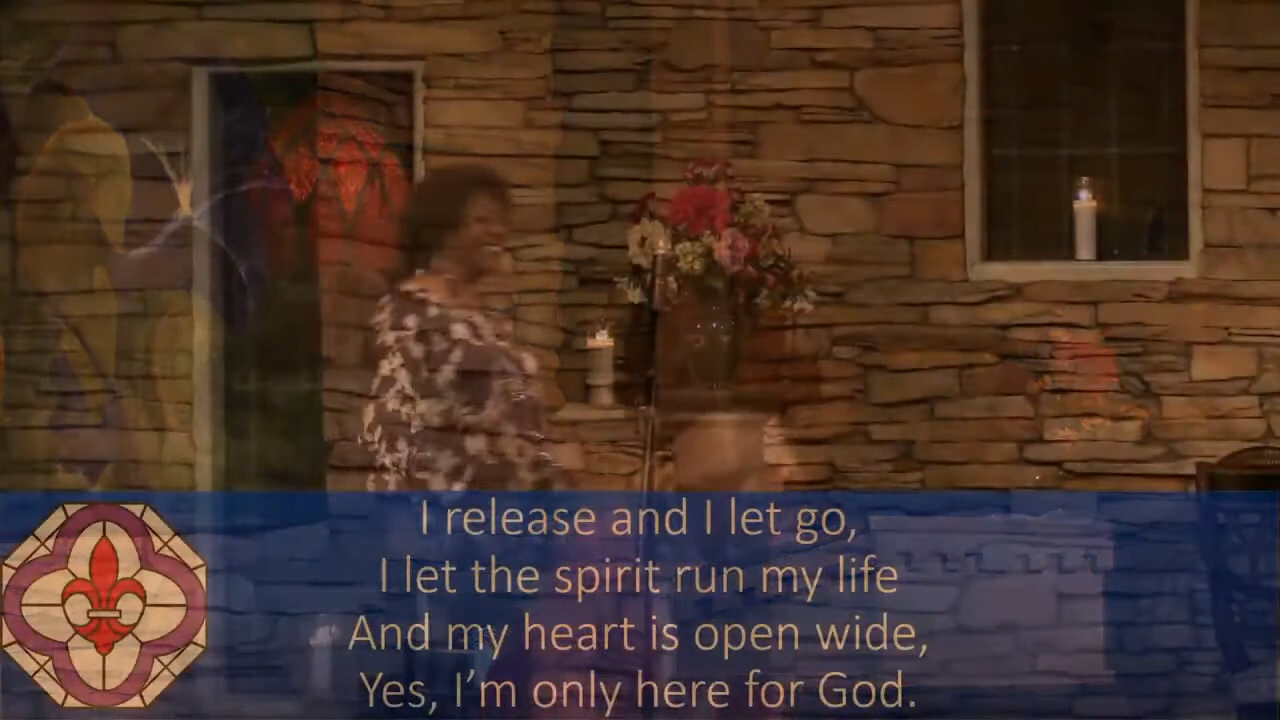 I release and I let go,
I let the spirit run my life
And my heart is open wide,
Yes, I’m only here for God.